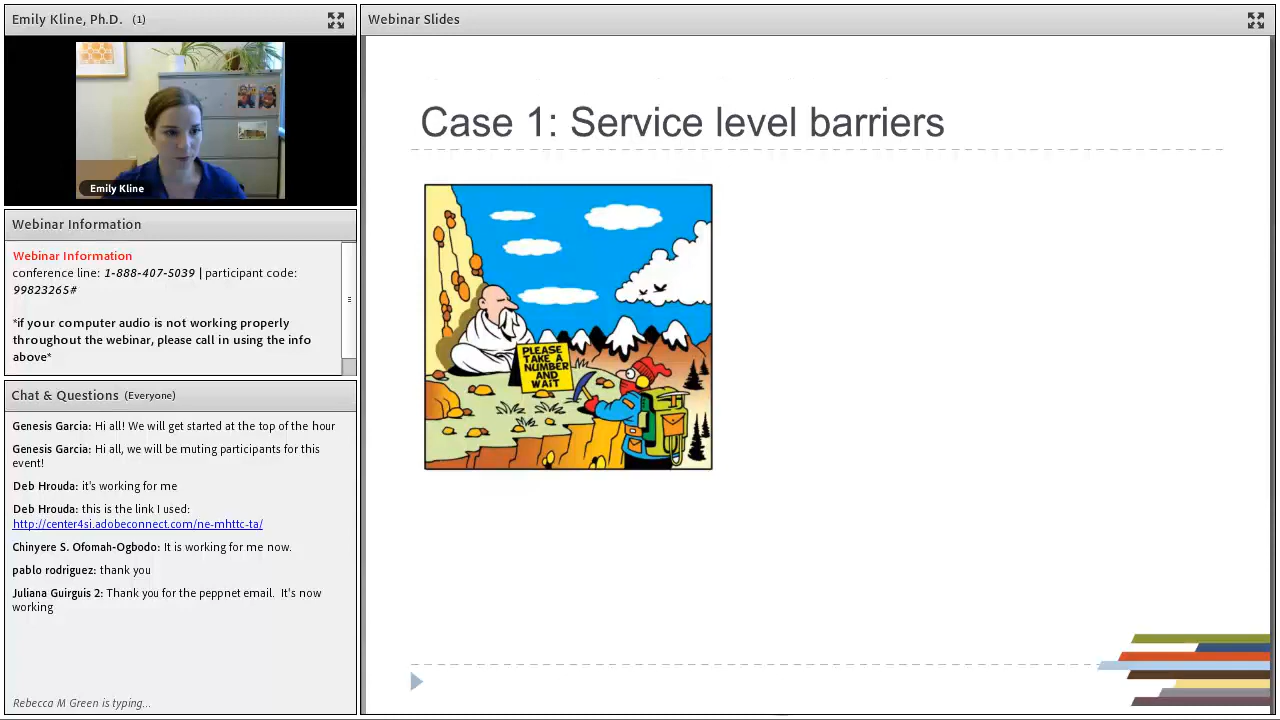 Emily Kline, Ph.D. (1)
Emily Kline
Webinar Information
Webinar Information
conference line: 1-888-407-5039 | participant code:
99823265#
*if your computer audio is not working properly
throughout the webinar, please call in using the info
above*
Chat & Questions (Everyone)
Genesis Garcia: Hi all! We will get started at the top of the hour
Genesis Garcia: Hi all, we will be muting participants for this
event!
Deb Hrouda: it's working for me
Deb Hrouda: this is the link I used:
http://center4si.adobeconnect.com/ne-mhttc-ta/
Chinyere S. Ofomah-Ogbodo: It is working for me now.
pablo rodriguez: thank you
Juliana Guirguis 2: Thank you for the peppnet email. It's now
working
Rebecca M Green is typing...
Webinar Slides
Case 1: Service level barriers
PLEASE
TAKE A
NUMBER
AND
WAIT